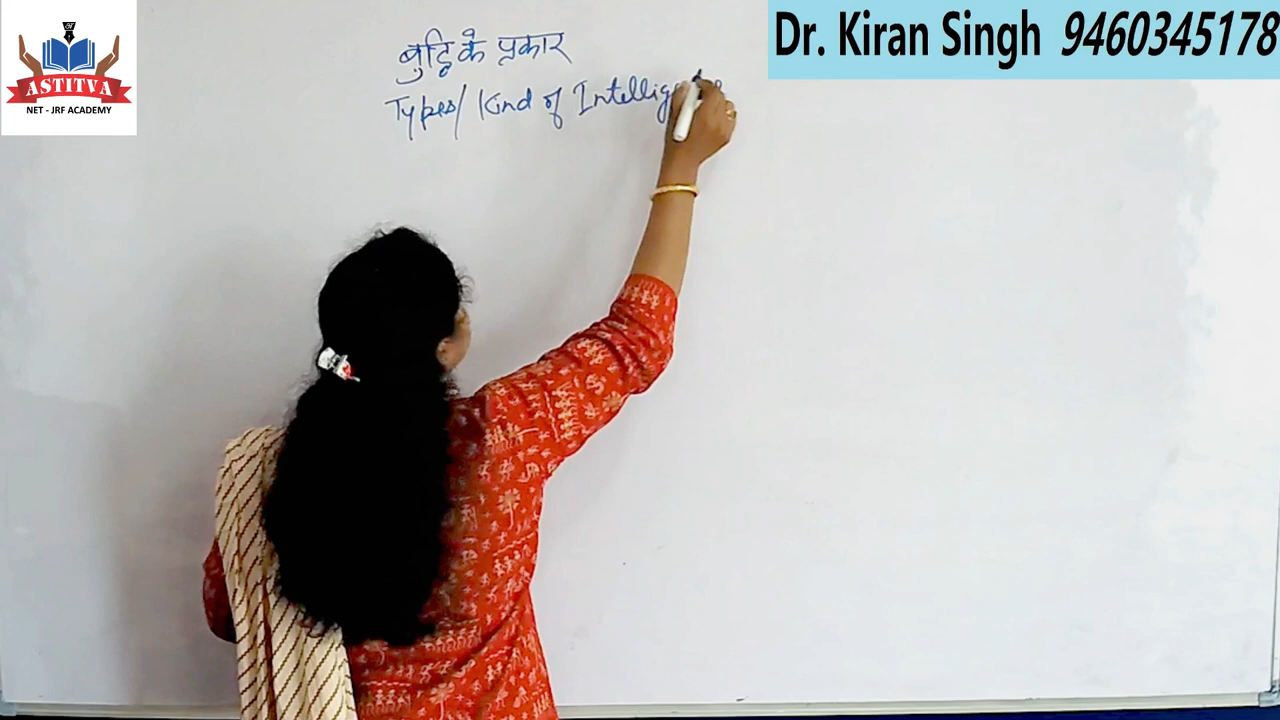 ASTITVA
NET - JRF ACADEMY
Dr. Kiran Singh 9460345178
बुद्धि के प्रकार
Types/ Kind of